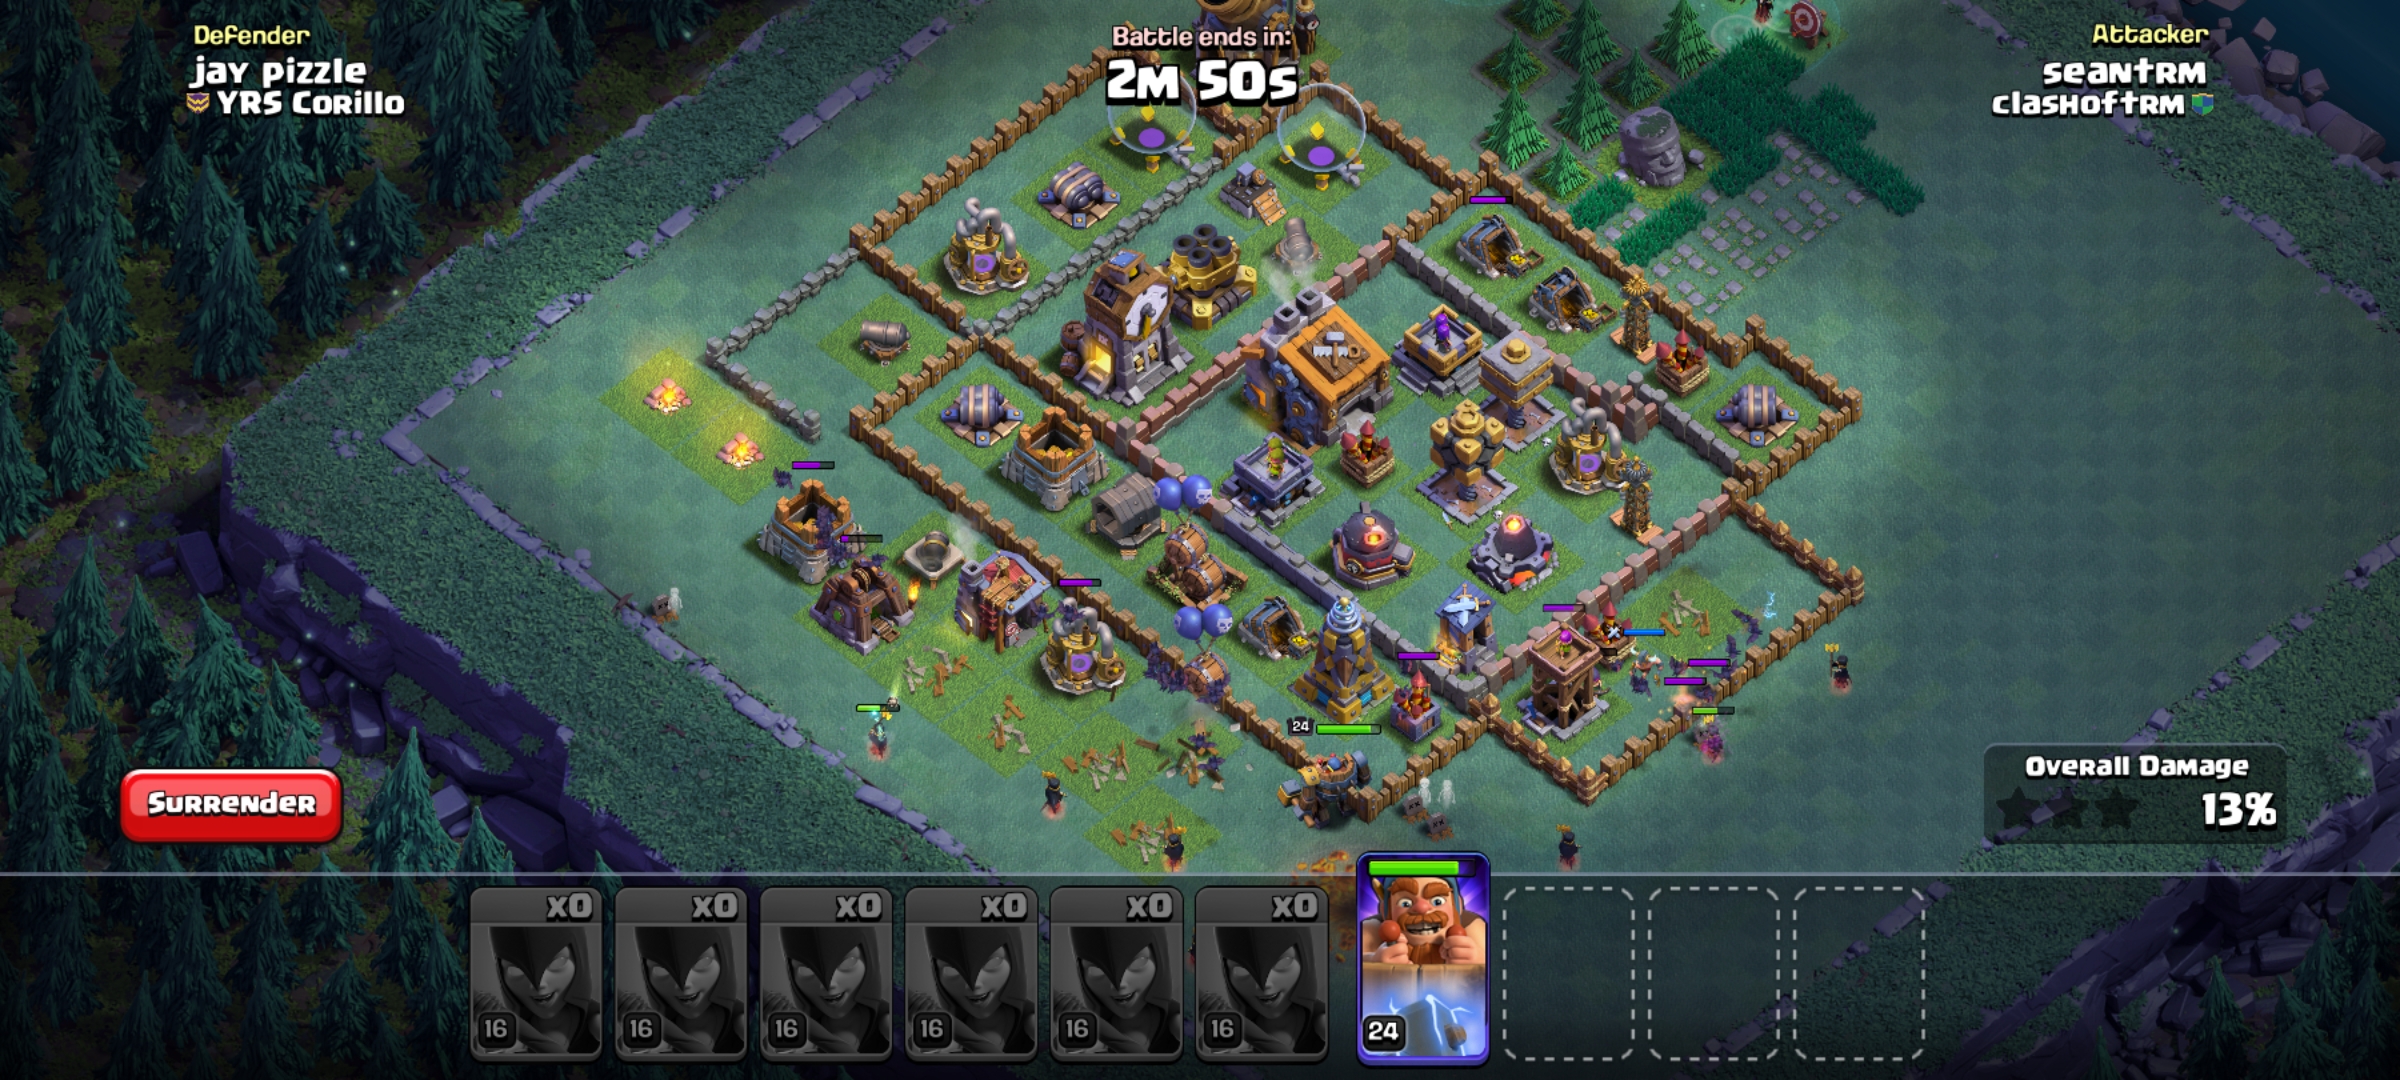 Defender
jay pizzle
YRS Corillo
Battle ends in:
2M 50s
Attacker
seantRM
clashoftRM
24
Surrender
Overall Damage
13%
x0
x0
x0
x0
x0
x0
16
16
16
16
16
16
24